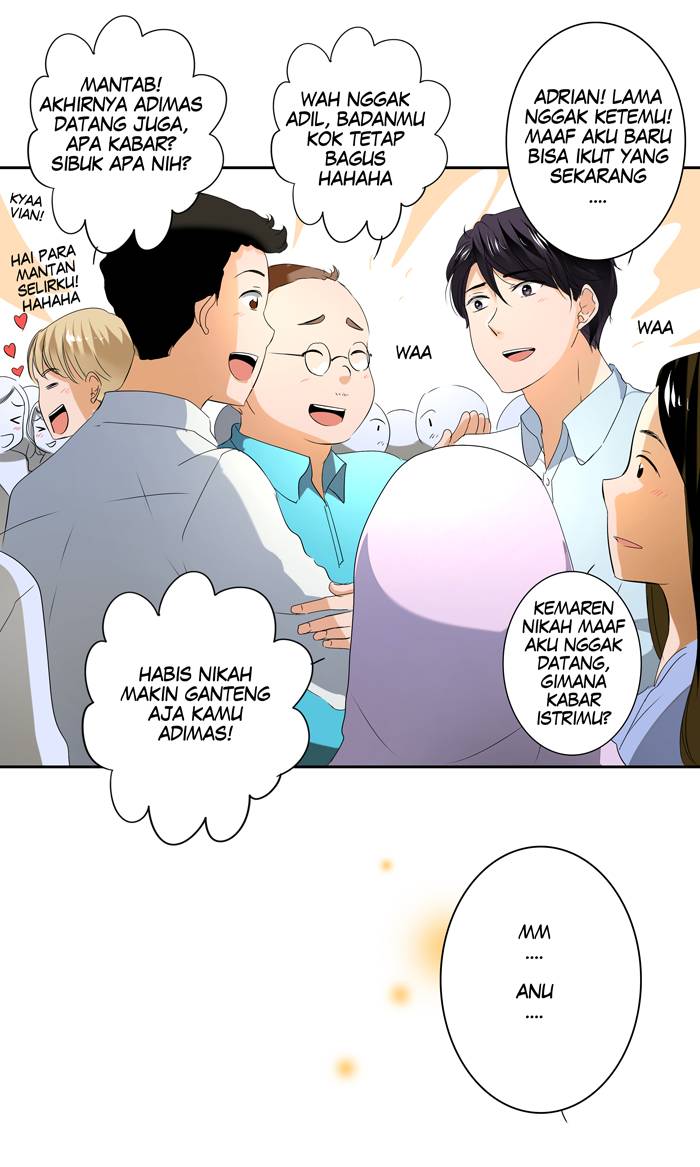 MANTAB!
AKHIRNYA ADIMAS
DATANG JUGA,
APA KABAR?
SIBUK APA NIH?
WAH NGGAK
ADIL, BADANMU
KOK TETAP
BAGUS
HAHAHA
ADRIAN! LAMA
NGGAK KETEMU!
MAAF AKU BARU
BISA IKUT YANG
SEKARANG
....
KYAA
VIAN!
HAI PARA
MANTAN
SELIRKU!
HAHAHA
WAA
WAA
KEMAREN
NIKAH MAAF
AKU NGGAK
DATANG,
GIMANA
KABAR
ISTRIMU?
HABIS NIKAH
MAKIN GANTENG
AJA KAMU
ADIMAS!
MM
....
ANU
....